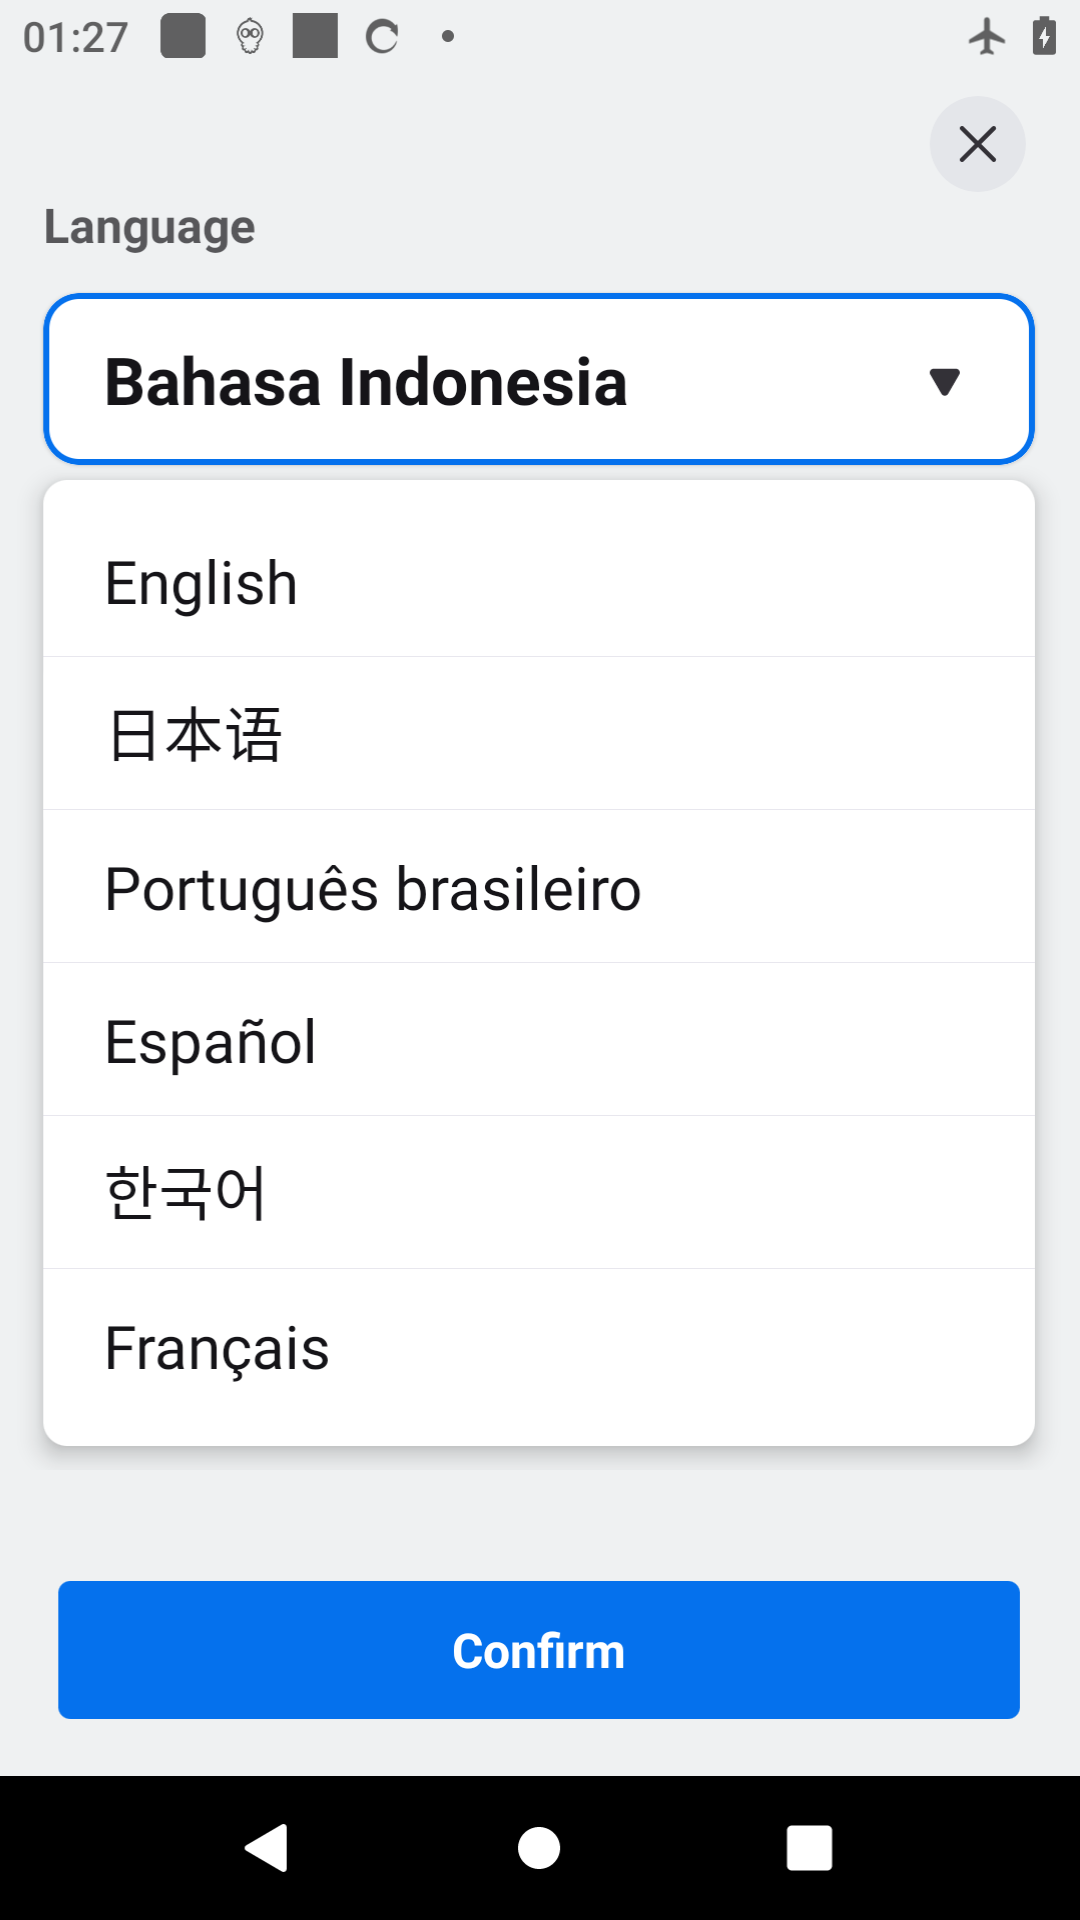 01:27
Language
Bahasa Indonesia
English
日本语
Português brasileiro
Español
한국어
Français
Confirm